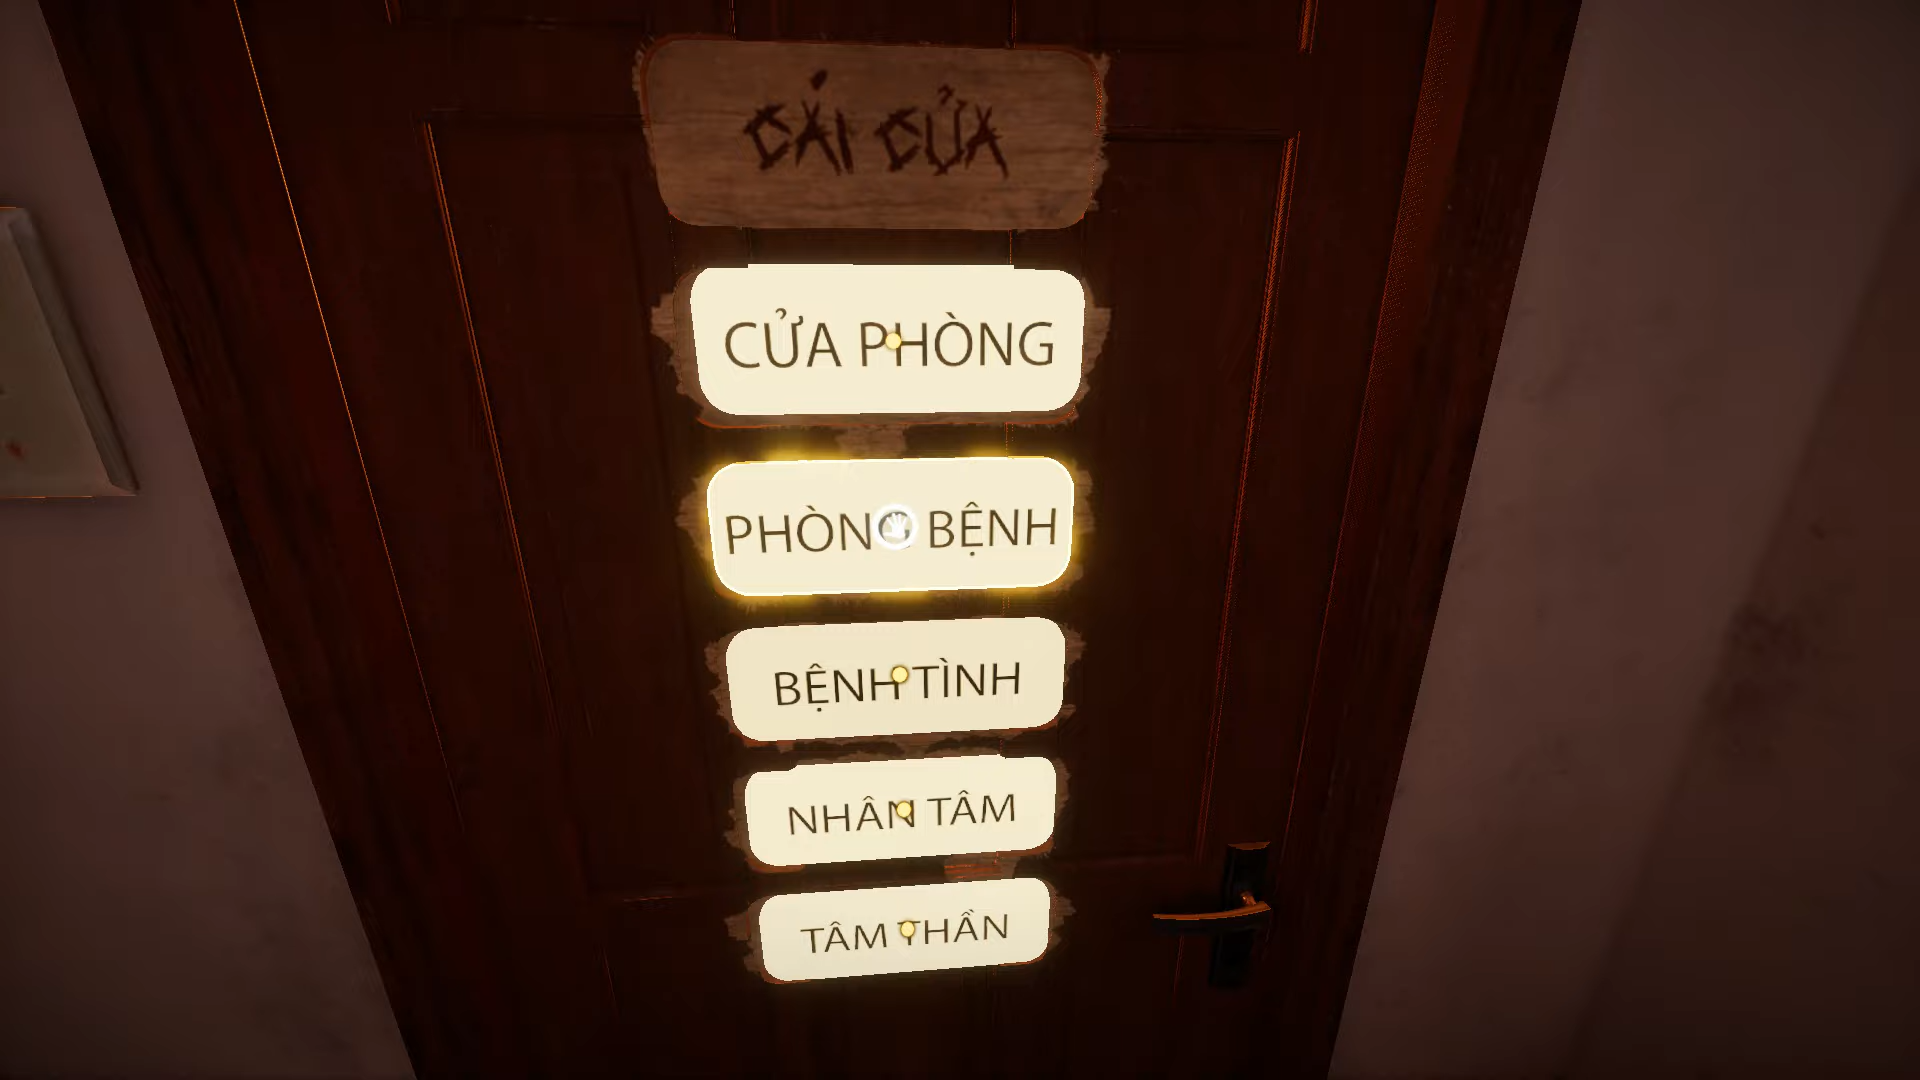 CÁI CỬA
CỬA PHÒNG
PHÒNG BỆNH
BỆNH TÌNH
NHÂN TÂM
TÂM THẦN